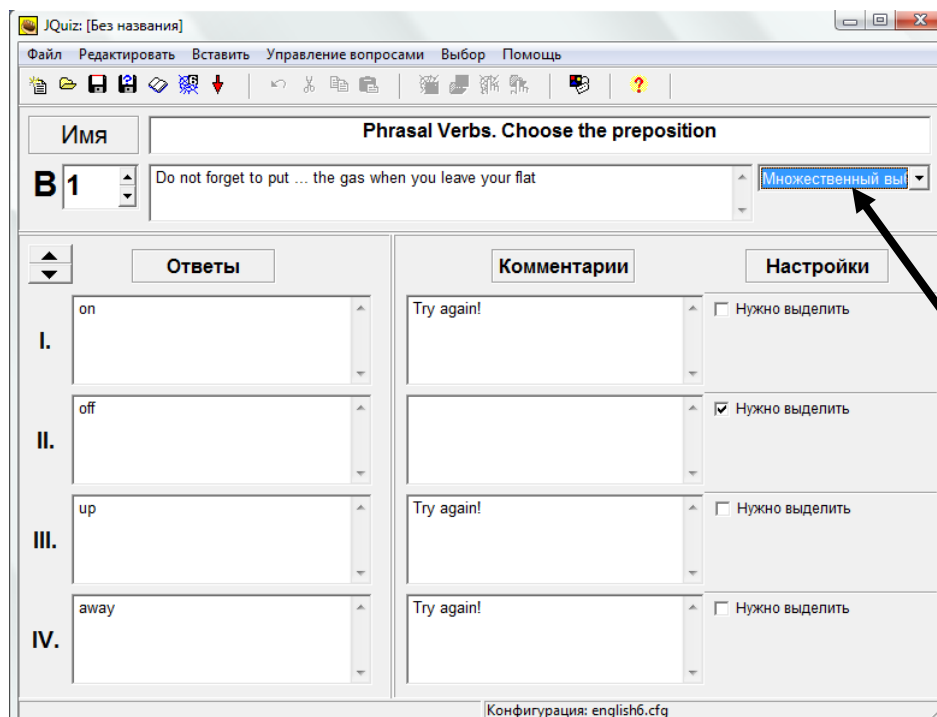 JQuiz: [Без названия]
Файл Редактировать Вставить Управление вопросами Выбор Помощь
Имя Phrasal Verbs. Choose the preposition
В 1 Do not forget to put ... the gas when you leave your flat Множественный выб
Ответы Комментарии Настройки
I. on Try again! Нужно выделить
II. off Нужно выделить
III. up Try again! Нужно выделить
IV. away Try again! Нужно выделить
Конфигурация: english6.cfg